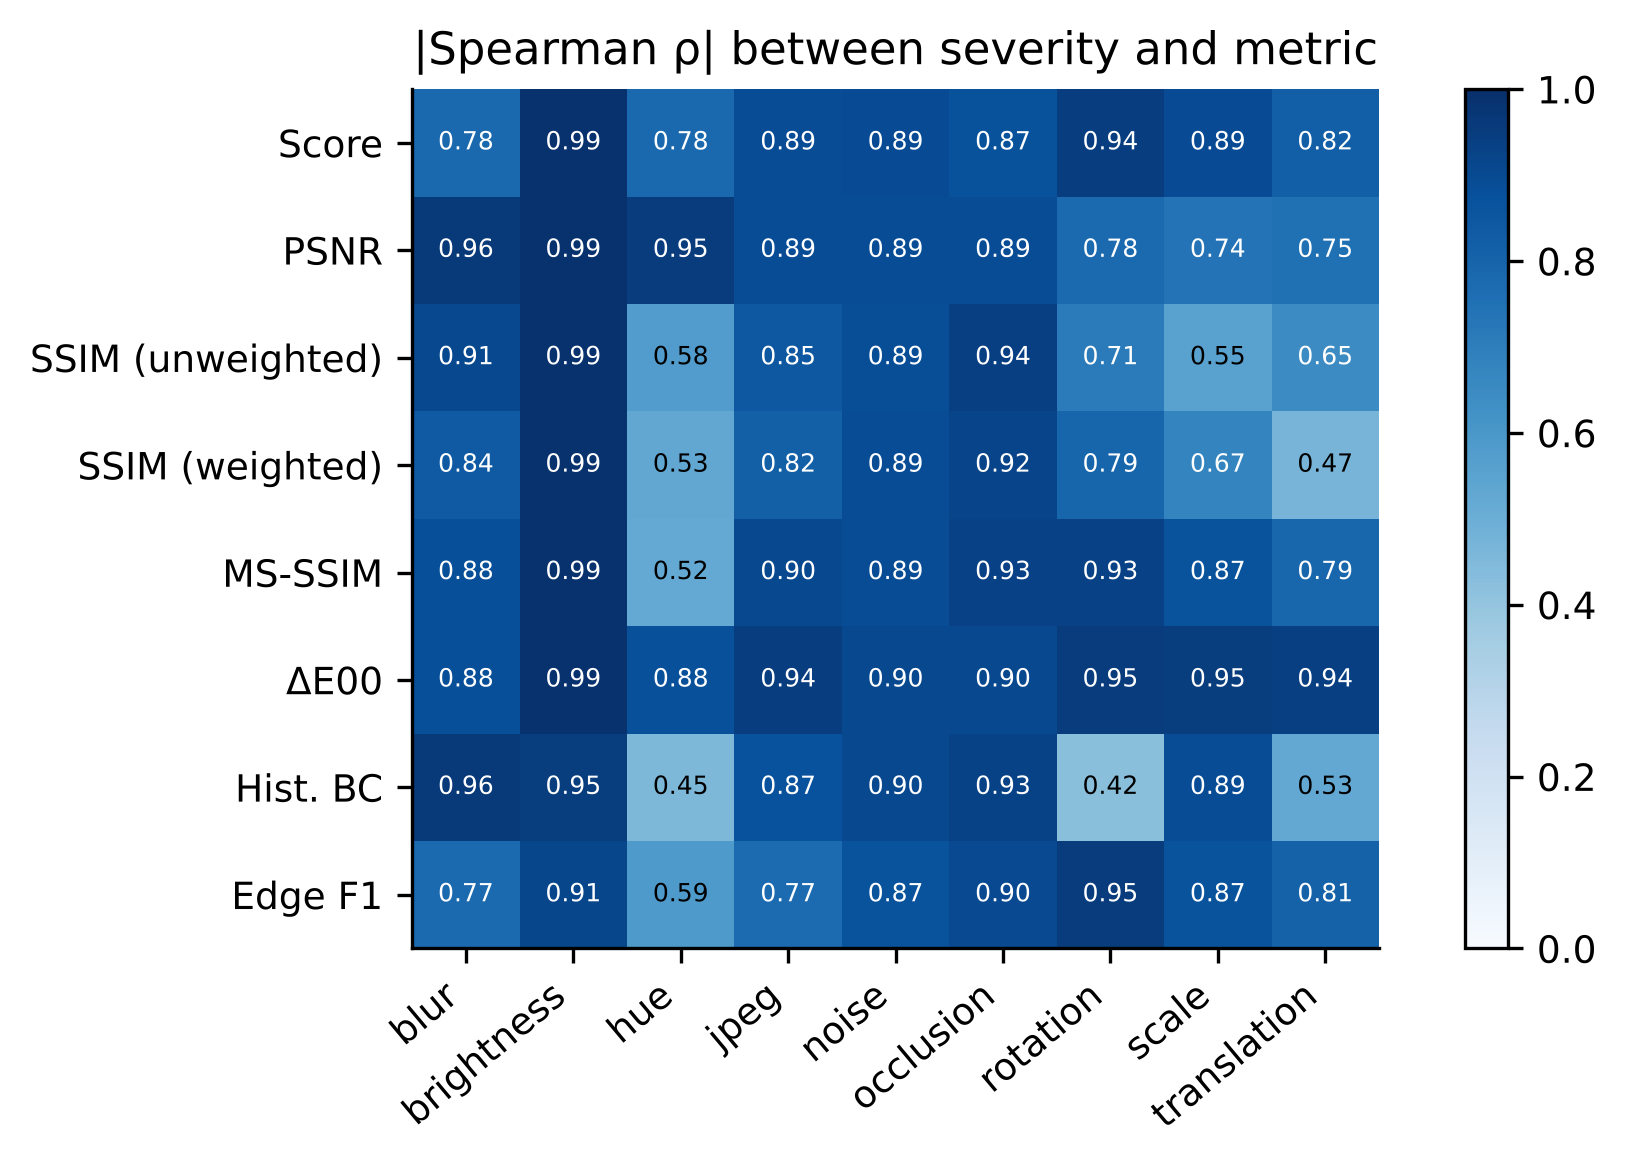 |Spearman ρ| between severity and metric
Score 0.78 0.99 0.78 0.89 0.89 0.87 0.94 0.89 0.82
PSNR 0.96 0.99 0.95 0.89 0.89 0.89 0.78 0.74 0.75
SSIM (unweighted) 0.91 0.99 0.58 0.85 0.89 0.94 0.71 0.55 0.65
SSIM (weighted) 0.84 0.99 0.53 0.82 0.89 0.92 0.79 0.67 0.47
MS-SSIM 0.88 0.99 0.52 0.90 0.89 0.93 0.93 0.87 0.79
ΔE00 0.88 0.99 0.88 0.94 0.90 0.90 0.95 0.95 0.94
Hist. BC 0.96 0.95 0.45 0.87 0.90 0.93 0.42 0.89 0.53
Edge F1 0.77 0.91 0.59 0.77 0.87 0.90 0.95 0.87 0.81
blur brightness hue jpeg noise occlusion rotation scale translation
1.0
0.8
0.6
0.4
0.2
0.0